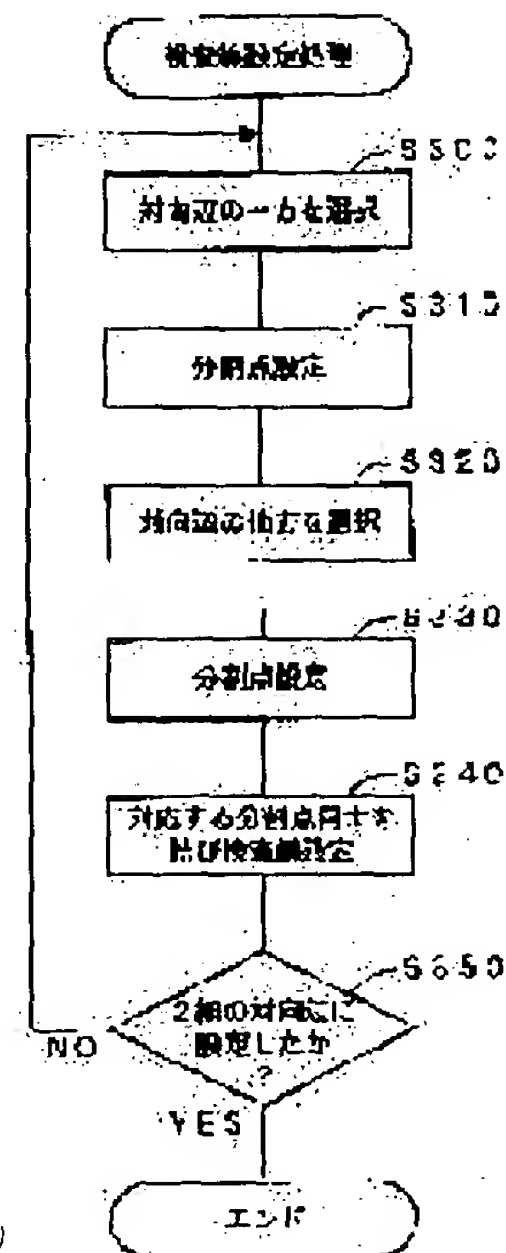 検査線設定処理
対向辺の一方を選択
分割点設定
対向辺の他方を選択
分割点設定
対応する分割点同士を
結び検査線設定
2組の対向辺に
設定したか
?
NO
YES
エンド